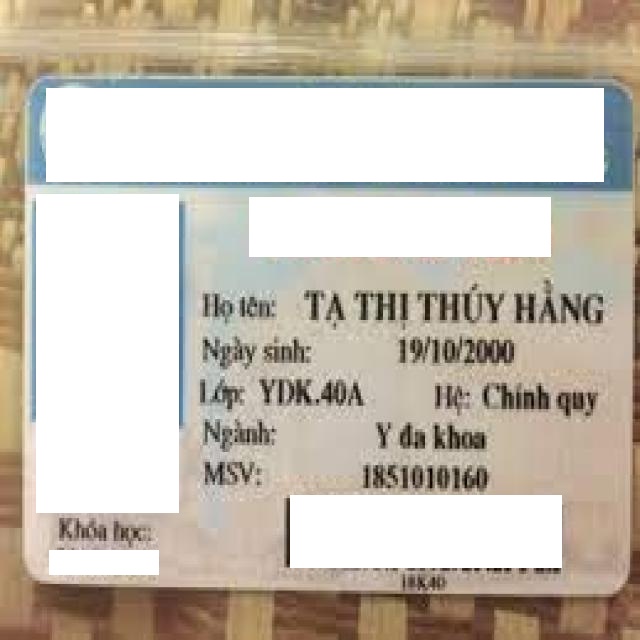 Họ tên: TẠ THỊ THÚY HẰNG
Ngày sinh: 19/10/2000
Lớp: YDK.40A Hệ: Chính quy
Ngành: Y đa khoa
MSV: 1851010160
Khóa học:
18K40